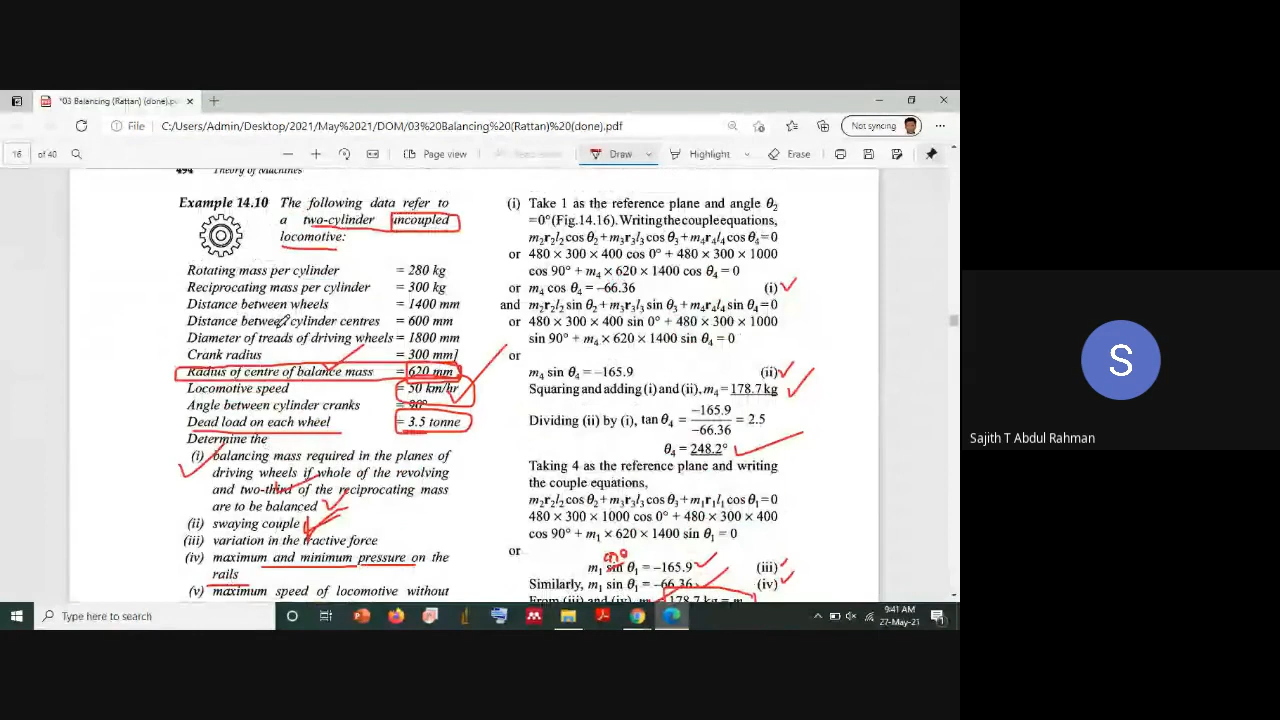 *03 Balancing (Rattan) (done).pu
File
C:/Users/Admin/Desktop/2021/May%2021/DOM/03%20Balancing%20(Rattan)%20(done).pdf
Not syncing
16 of 40
Page view
Draw
Highlight
Erase
494 Theory of Machines
Example 14.10 The following data refer to
a two-cylinder uncoupled
locomotive:
Rotating mass per cylinder = 280 kg
Reciprocating mass per cylinder = 300 kg
Distance between wheels = 1400 mm
Distance between cylinder centres = 600 mm
Diameter of treads of driving wheels = 1800 mm
Crank radius = 300 mm]
Radius of centre of balance mass = 620 mm
Locomotive speed = 50 km/hr
Angle between cylinder cranks = 90°
Dead load on each wheel = 3.5 tonne
Determine the
(i) balancing mass required in the planes of
driving wheels if whole of the revolving
and two-third of the reciprocating mass
are to be balanced
(ii) swaying couple
(iii) variation in the tractive force
(iv) maximum and minimum pressure on the
rails
(v) maximum speed of locomotive without
(i) Take 1 as the reference plane and angle θ₂
=0° (Fig.14.16). Writing the couple equations,
m₂r₂l₂ cos θ₂ + m₃r₃l₃ cos θ₃ + m₄r₄l₄ cos θ₄ = 0
or 480 × 300 × 400 cos 0° + 480 × 300 × 1000
cos 90° + m₄ × 620 × 1400 cos θ₄ = 0
or m₄ cos θ₄ = –66.36 (i)
and m₂r₂l₂ sin θ₂ + m₃r₃l₃ sin θ₃ + m₄r₄l₄ sin θ₄ = 0
or 480 × 300 × 400 sin 0° + 480 × 300 × 1000
sin 90° + m₄ × 620 × 1400 sin θ₄ = 0
or
m₄ sin θ₄ = –165.9 (ii)
Squaring and adding (i) and (ii), m₄ = 178.7 kg
Dividing (ii) by (i), tan θ₄ = –165.9 / –66.36 = 2.5
θ₄ = 248.2°
Taking 4 as the reference plane and writing
the couple equations,
m₂r₂l₂ cos θ₂ + m₃r₃l₃ cos θ₃ + m₁r₁l₁ cos θ₁ = 0
480 × 300 × 1000 cos 0° + 480 × 300 × 400
cos 90° + m₁ × 620 × 1400 sin θ₁ = 0
or
m₁ sin θ₁ = –165.9 (iii)
Similarly, m₁ sin θ₁ = –66.36 (iv)
From (iii) and (iv), m 178.7 kg = m
S
Sajith T Abdul Rahman
Type here to search
9:41 AM
27-May-21